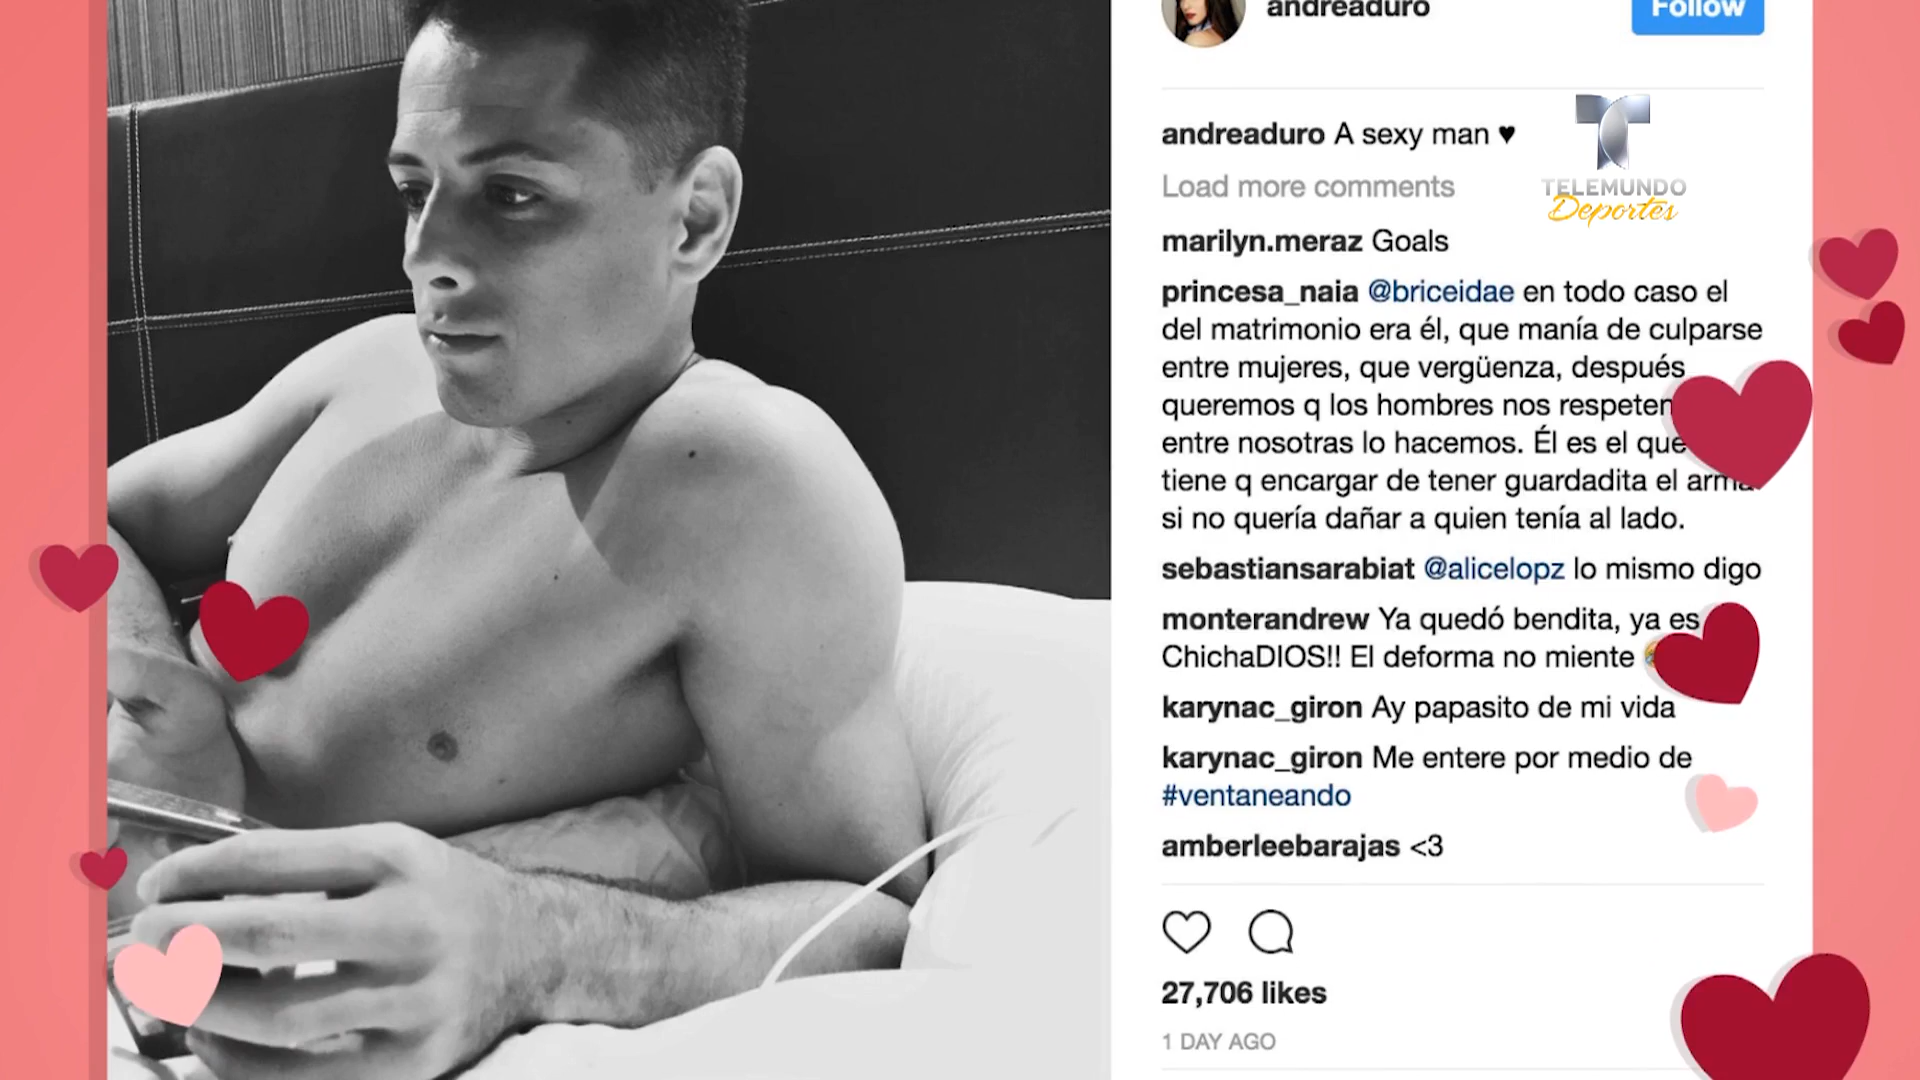 andreaduro
Follow
andreaduro A sexy man ♥
Load more comments
TELEMUNDO
Deportes
marilyn.meraz Goals
princesa_naia @briceidae en todo caso el
del matrimonio era él, que manía de culparse
entre mujeres, que vergüenza, después
queremos q los hombres nos respeten
entre nosotras lo hacemos. Él es el que
tiene q encargar de tener guardadita el arma
si no quería dañar a quien tenía al lado.
sebastiansarabiat @alicelopz lo mismo digo
monterandrew Ya quedó bendita, ya es
ChichaDIOS!! El deforma no miente
karynac_giron Ay papasito de mi vida
karynac_giron Me entere por medio de
#ventaneando
amberleebarajas <3
27,706 likes
1 DAY AGO